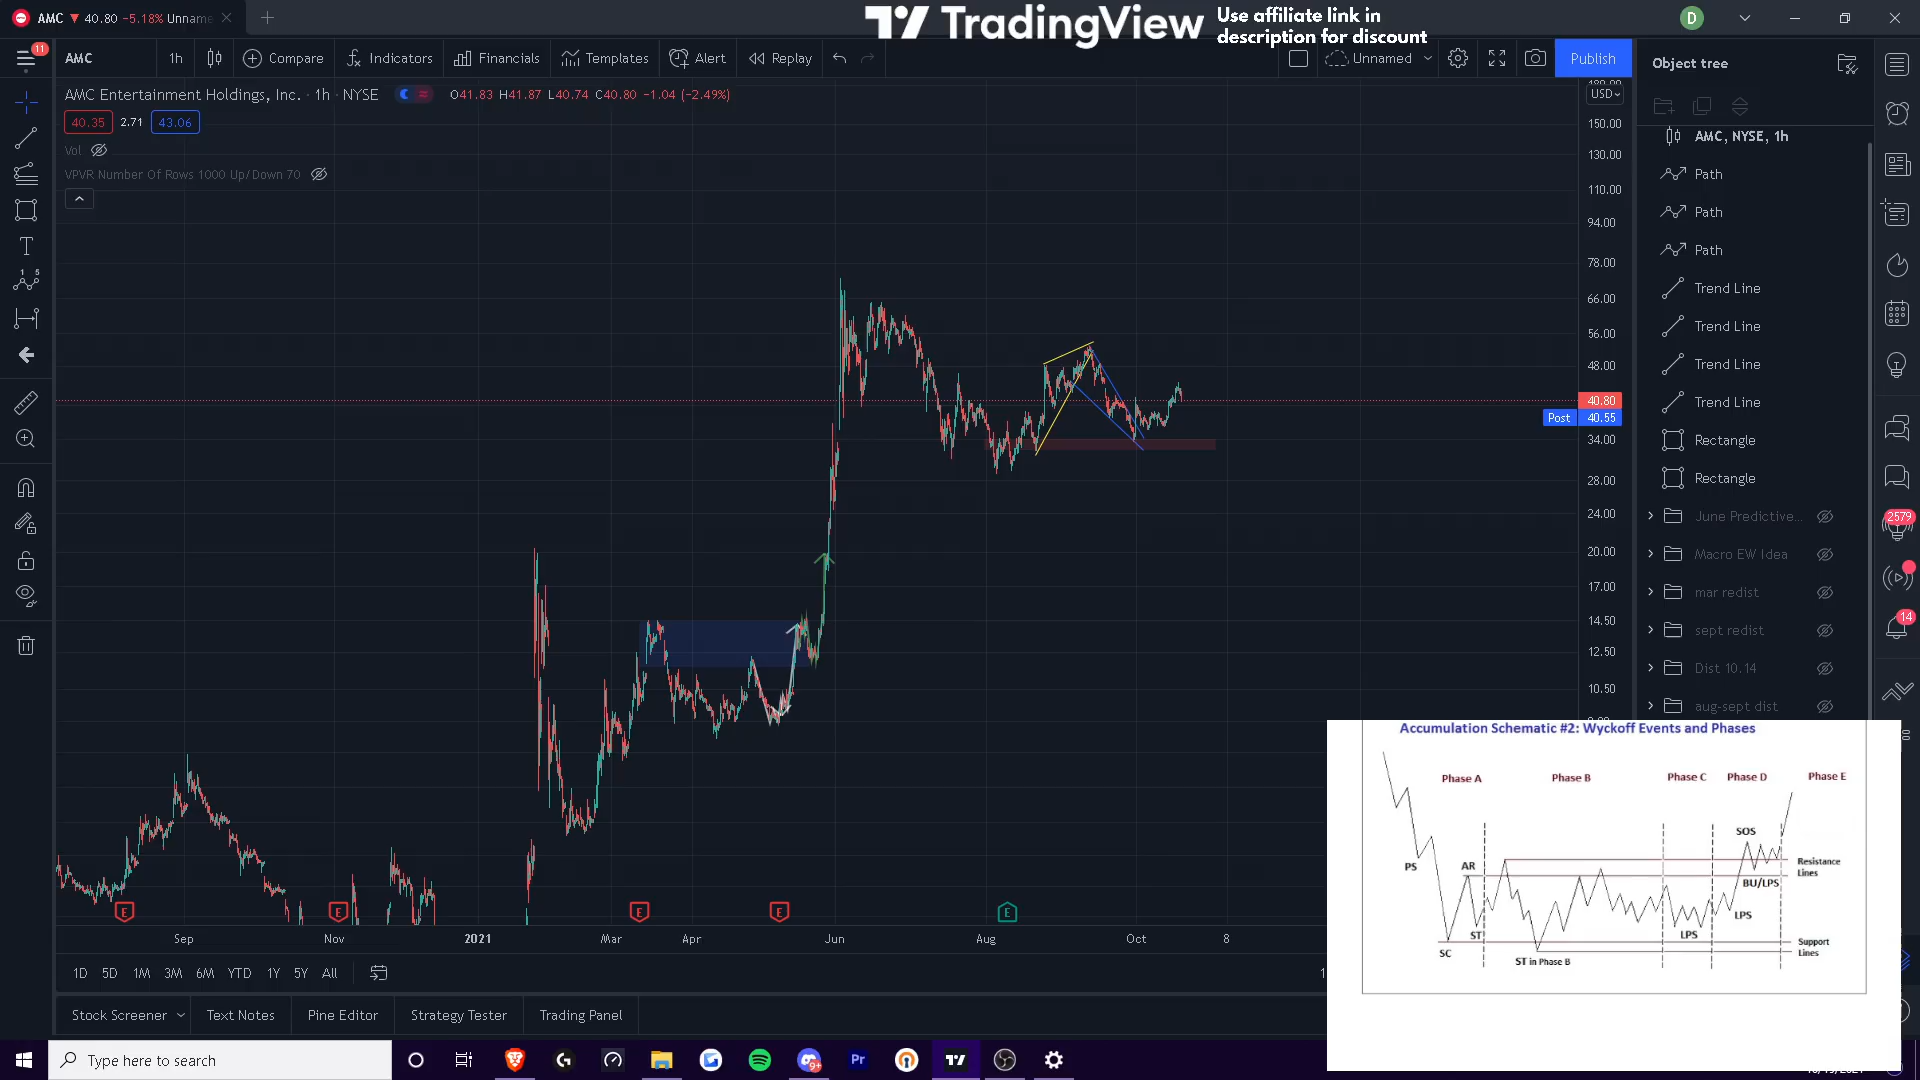 AMC ▼ 40.80 -5.18% Unname
TradingView
Use affiliate link in
description for discount
D
11
AMC
1h
Compare
Indicators
Financials
Templates
Alert
Replay
Unnamed
Publish
Object tree
AMC Entertainment Holdings, Inc. · 1h · NYSE
O41.83 H41.87 L40.74 C40.80 -1.04 (-2.49%)
40.35 2.71 43.06
Vol
VPVR Number Of Rows 1000 Up/Down 70
USD
150.00
130.00
110.00
94.00
78.00
66.00
56.00
48.00
40.80
Post 40.55
34.00
28.00
24.00
20.00
17.00
14.50
12.50
10.50
AMC, NYSE, 1h
Path
Path
Path
Trend Line
Trend Line
Trend Line
Trend Line
Rectangle
Rectangle
June Predictive...
Macro EW Idea
mar redist
sept redist
Dist 10.14
aug-sept dist
2579
14
E
E
E
E
E
Sep
Nov
2021
Mar
Apr
Jun
Aug
Oct
8
1D 5D 1M 3M 6M YTD 1Y 5Y All
Stock Screener
Text Notes
Pine Editor
Strategy Tester
Trading Panel
Accumulation Schematic #2: Wyckoff Events and Phases
Phase A
Phase B
Phase C
Phase D
Phase E
PS
AR
SOS
Resistance
Lines
BU/LPS
LPS
LPS
ST
SC
ST in Phase B
Support
Lines
Type here to search
9+
Pr